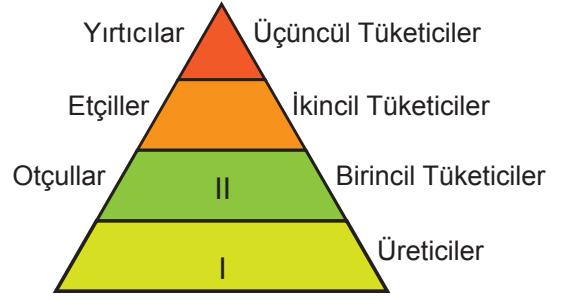 Yırtıcılar Üçüncül Tüketiciler
Etçiller İkincil Tüketiciler
Otçullar II Birincil Tüketiciler
I Üreticiler